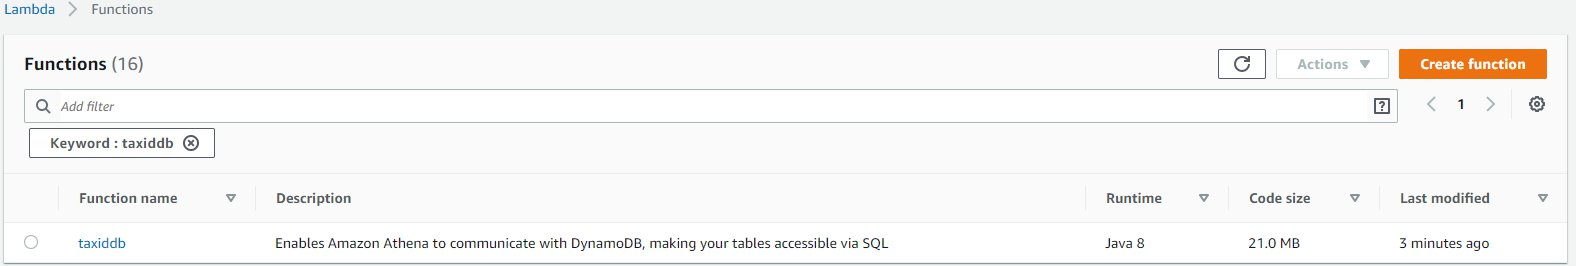 Lambda > Functions
Functions (16) Actions Create function
Add filter ? 1
Keyword : taxiddb
Function name Description Runtime Code size Last modified
taxiddb Enables Amazon Athena to communicate with DynamoDB, making your tables accessible via SQL Java 8 21.0 MB 3 minutes ago